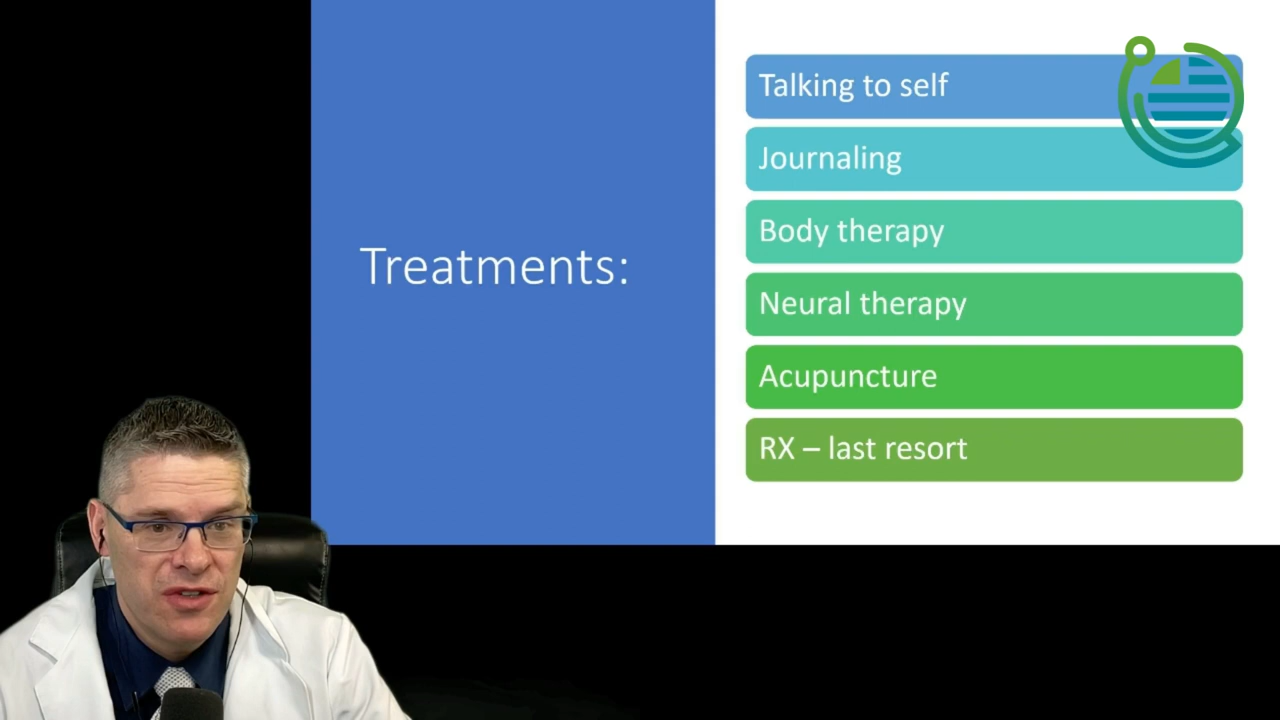 Treatments:
Talking to self
Journaling
Body therapy
Neural therapy
Acupuncture
RX – last resort